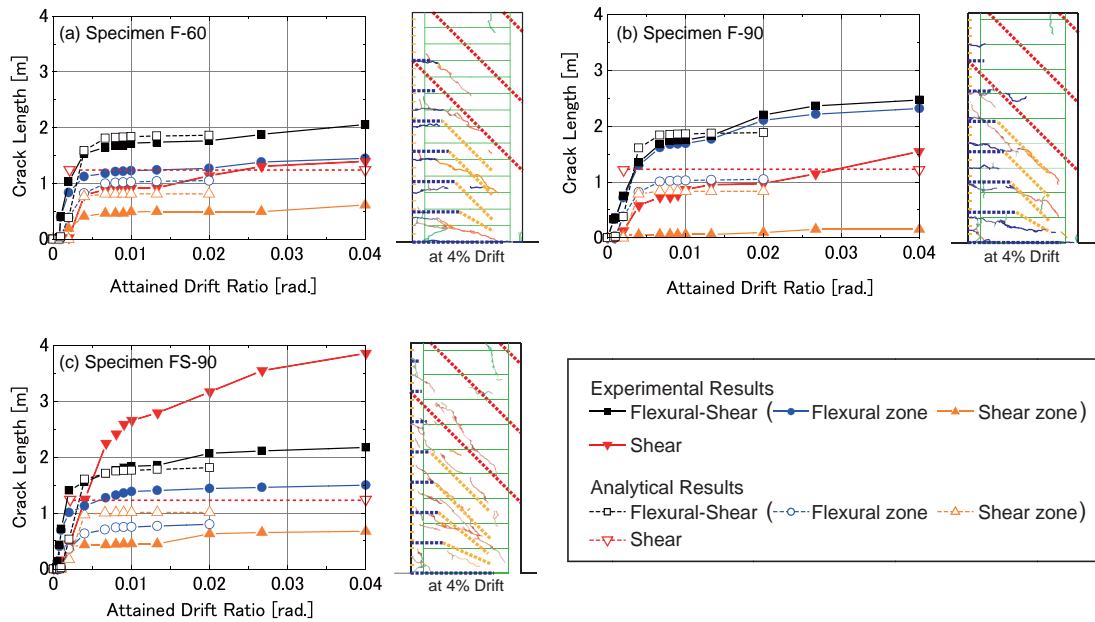 (a) Specimen F-60
Crack Length [m]
4
3
2
1
0
0.00 0.01 0.02 0.03 0.04
Attained Drift Ratio [rad.]
at 4% Drift
(b) Specimen F-90
Crack Length [m]
4
3
2
1
0
0.00 0.01 0.02 0.03 0.04
Attained Drift Ratio [rad.]
at 4% Drift
(c) Specimen FS-90
Crack Length [m]
4
3
2
1
0
0.00 0.01 0.02 0.03 0.04
Attained Drift Ratio [rad.]
at 4% Drift
Experimental Results
Flexural-Shear ( Flexural zone Shear zone)
Shear
Analytical Results
Flexural-Shear ( Flexural zone Shear zone)
Shear